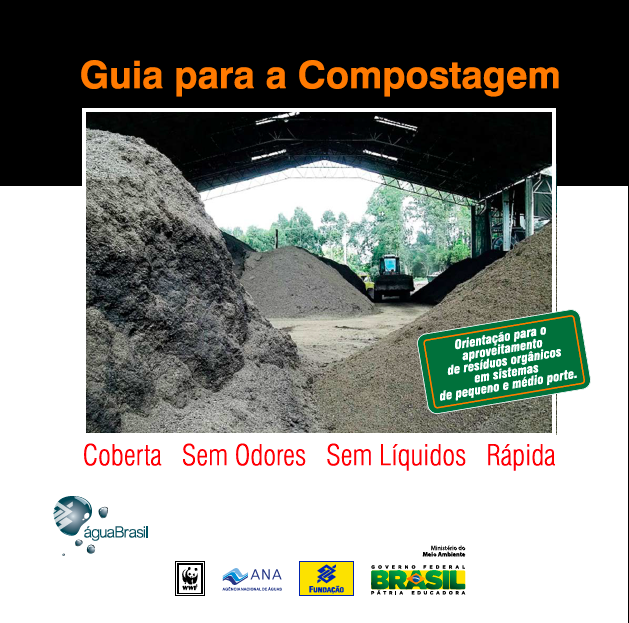 Guia para a Compostagem
Orientação para o
aproveitamento
de resíduos orgânicos
em sistemas
de pequeno e médio porte.
Coberta Sem Odores Sem Líquidos Rápida
águaBrasil
Ministério do
Meio Ambiente
WWF
ANA
AGÊNCIA NACIONAL DE ÁGUAS
FUNDAÇÃO
GOVERNO FEDERAL
BRASIL
PÁTRIA EDUCADORA